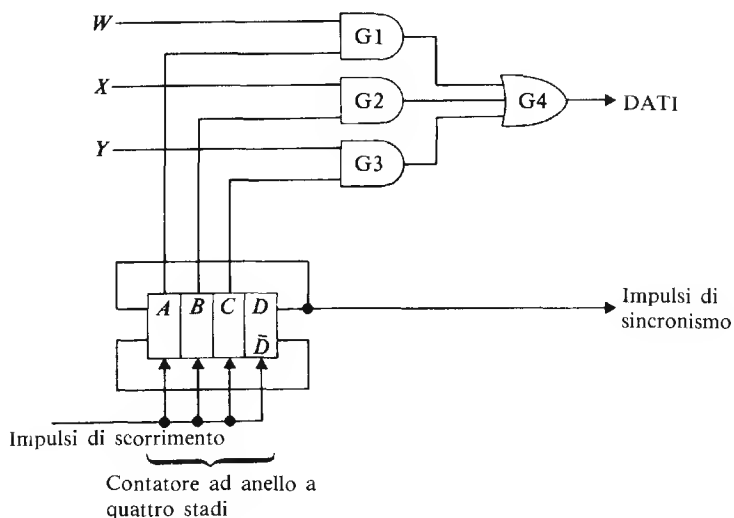 W
G1
X
G2
G4
DATI
Y
G3
A B C D
D̄
Impulsi di
sincronismo
Impulsi di scorrimento
Contatore ad anello a
quattro stadi